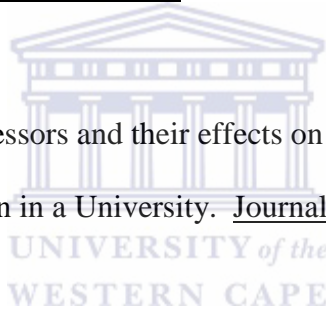 essors and their effects on
n in a University. Journal
UNIVERSITY of the
WESTERN CAPE